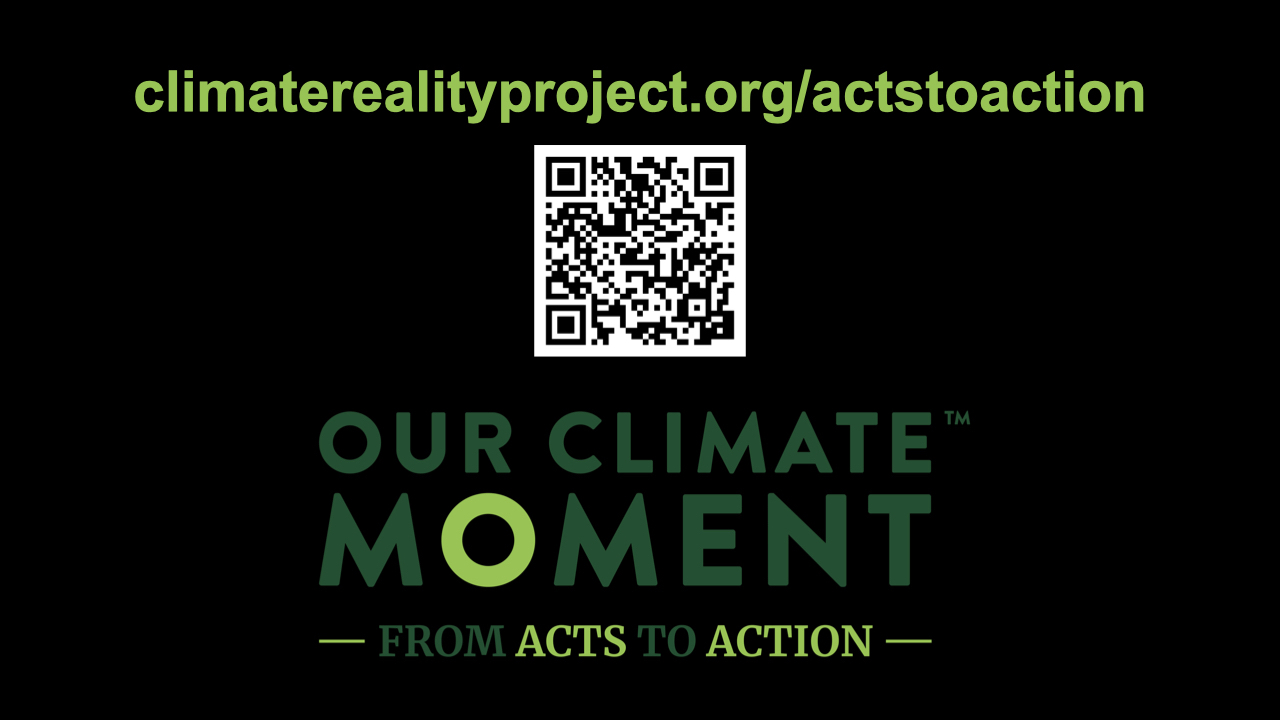 climaterealityproject.org/actstoaction
OUR CLIMATE™
MOMENT
— FROM ACTS TO ACTION —